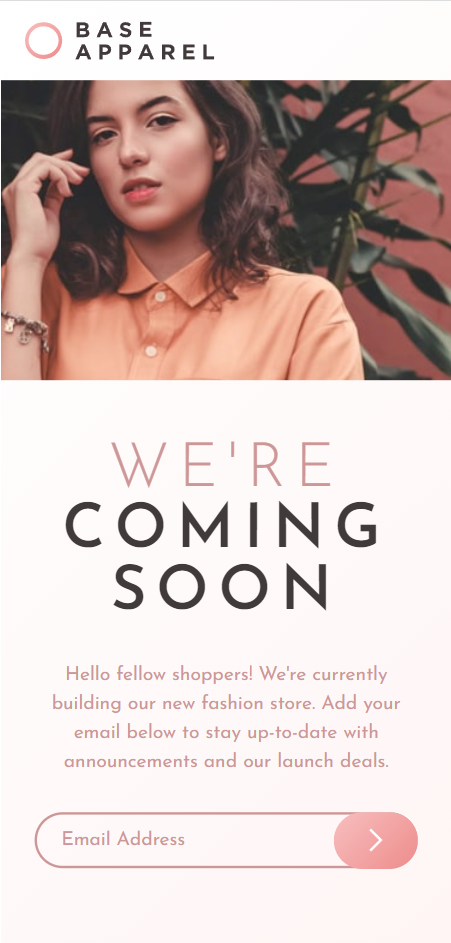 BASE
APPAREL
WE'RE
COMING
SOON
Hello fellow shoppers! We're currently
building our new fashion store. Add your
email below to stay up-to-date with
announcements and our launch deals.
Email Address